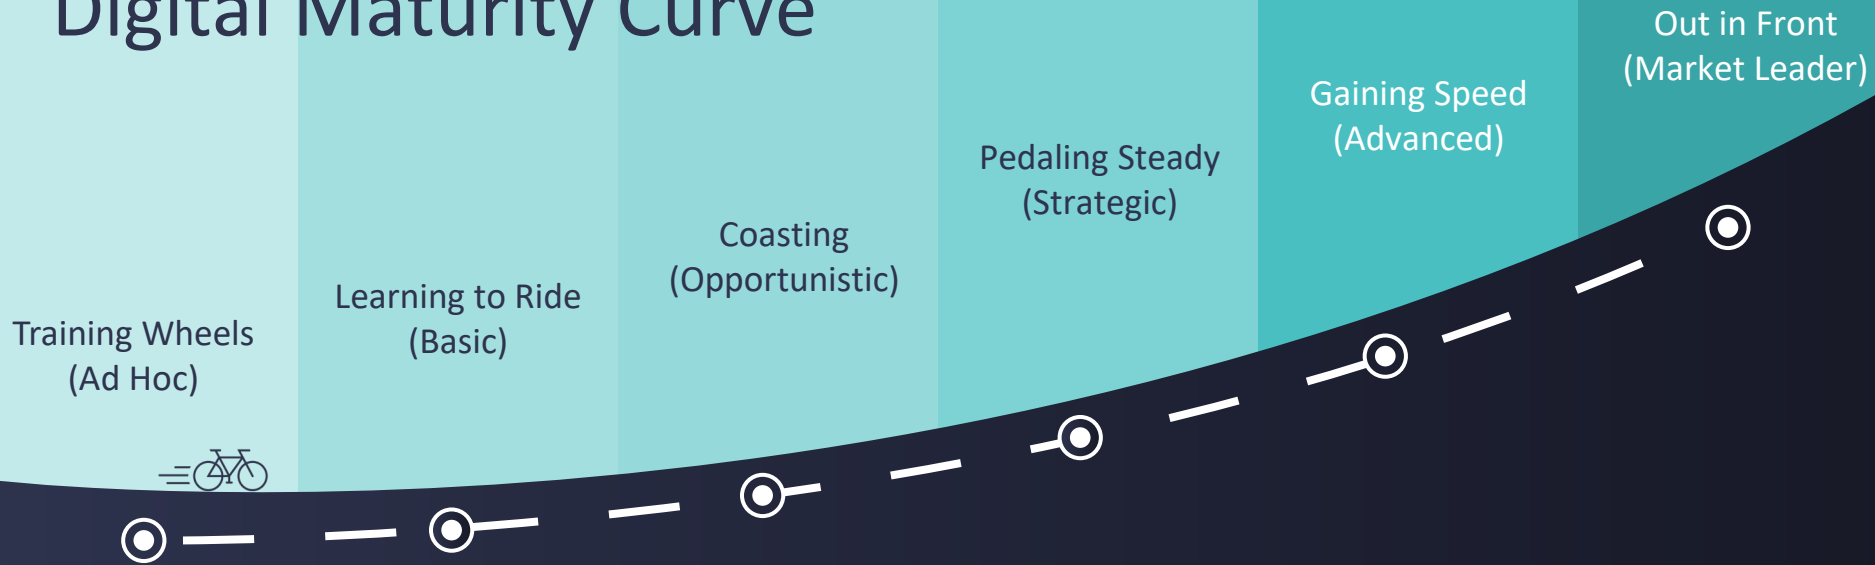 Digital Maturity Curve
Training Wheels
(Ad Hoc)
Learning to Ride
(Basic)
Coasting
(Opportunistic)
Pedaling Steady
(Strategic)
Gaining Speed
(Advanced)
Out in Front
(Market Leader)